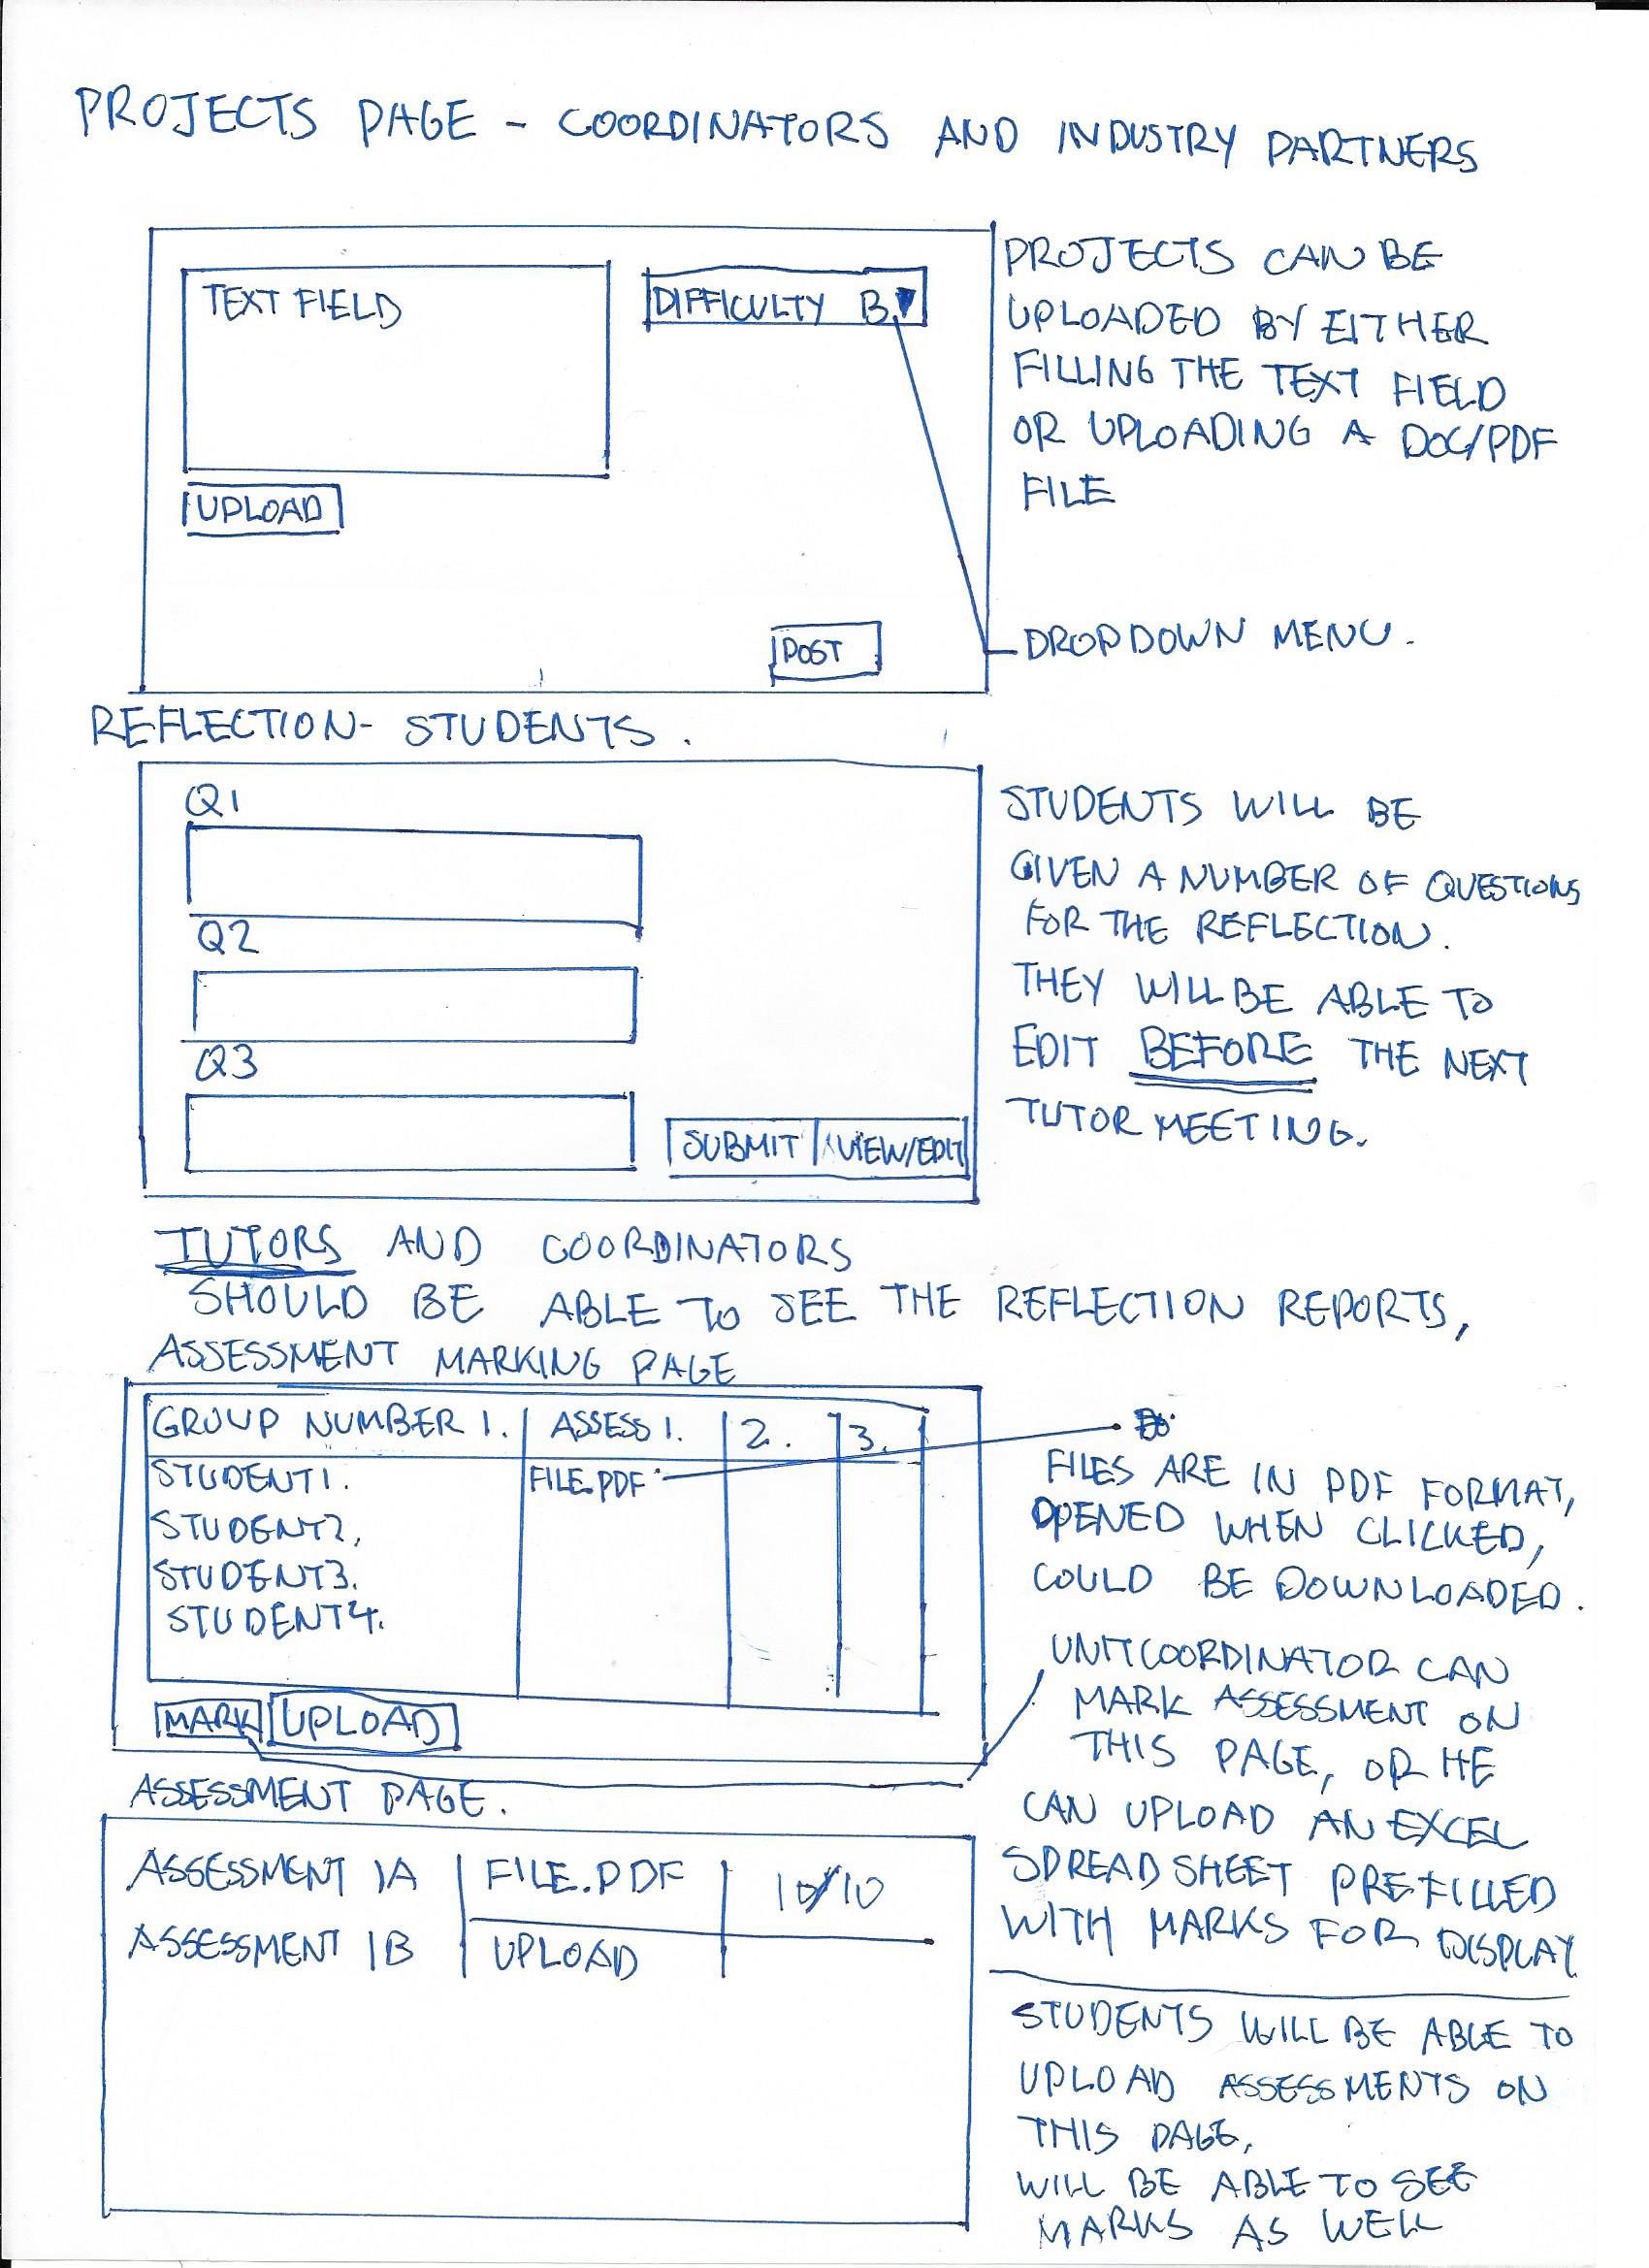 PROJECTS PAGE - COORDINATORS AND INDUSTRY PARTNERS
TEXT FIELD
DIFFICULTY B
UPLOAD
POST
PROJECTS CAN BE
UPLOADED BY EITHER
FILLING THE TEXT FIELD
OR UPLOADING A DOC/PDF
FILE
DROPDOWN MENU.
REFLECTION- STUDENTS.
Q1
Q2
Q3
SUBMIT VIEW/EDIT
STUDENTS WILL BE
GIVEN A NUMBER OF QUESTIONS
FOR THE REFLECTION.
THEY WILL BE ABLE TO
EDIT BEFORE THE NEXT
TUTOR MEETING.
TUTORS AND COORDINATORS
SHOULD BE ABLE TO SEE THE REFLECTION REPORTS,
ASSESSMENT MARKING PAGE
GROUP NUMBER 1. ASSESS 1. 2. 3.
STUDENT1. FILE.PDF
STUDENT2.
STUDENT3.
STUDENT4.
MARK UPLOAD
FILES ARE IN PDF FORMAT,
OPENED WHEN CLICKED,
COULD BE DOWNLOADED.
UNIT COORDINATOR CAN
MARK ASSESSMENT ON
THIS PAGE, OR HE
CAN UPLOAD AN EXCEL
SPREADSHEET PREFILLED
WITH MARKS FOR DISPLAY
ASSESSMENT PAGE.
ASSESSMENT 1A FILE.PDF 10/10
ASSESSMENT 1B UPLOAD
STUDENTS WILL BE ABLE TO
UPLOAD ASSESSMENTS ON
THIS PAGE,
WILL BE ABLE TO SEE
MARKS AS WELL